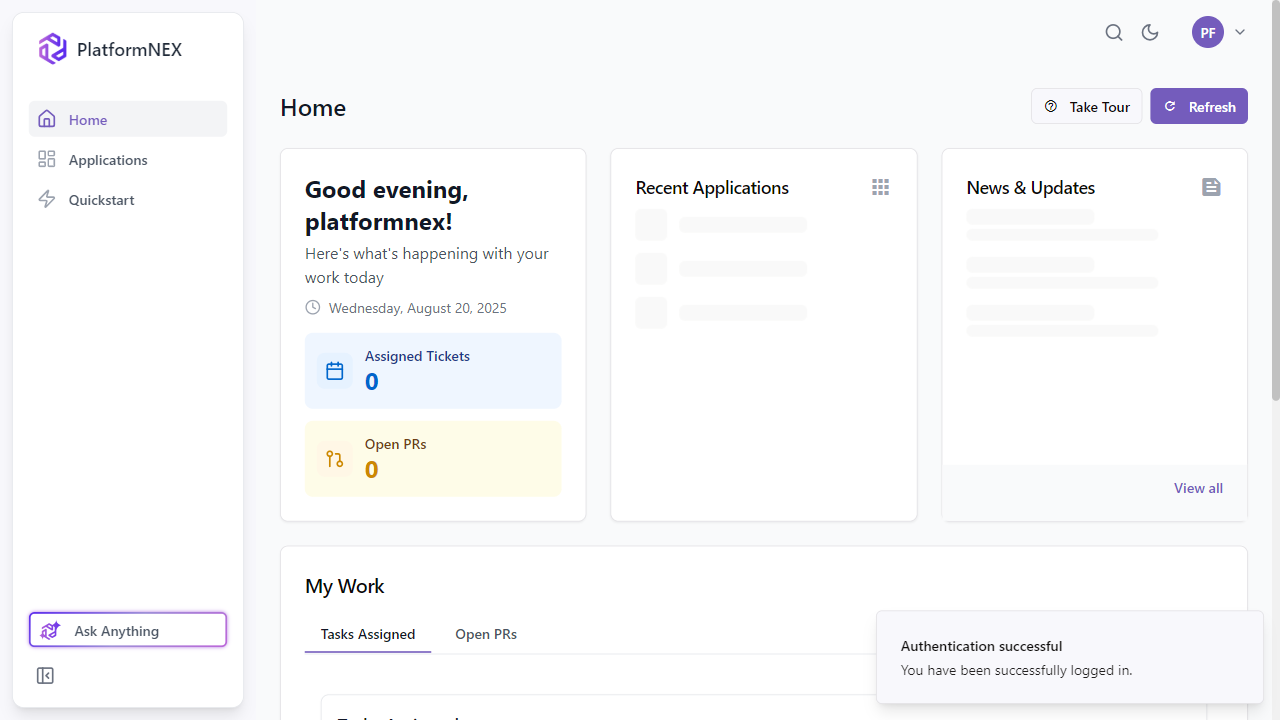 PlatformNEX
Home
Applications
Quickstart
Ask Anything
PF
Home
Take Tour
Refresh
Good evening,
platformnex!
Here's what's happening with your
work today
Wednesday, August 20, 2025
Assigned Tickets
0
Open PRs
0
Recent Applications
News & Updates
View all
My Work
Tasks Assigned
Open PRs
Authentication successful
You have been successfully logged in.